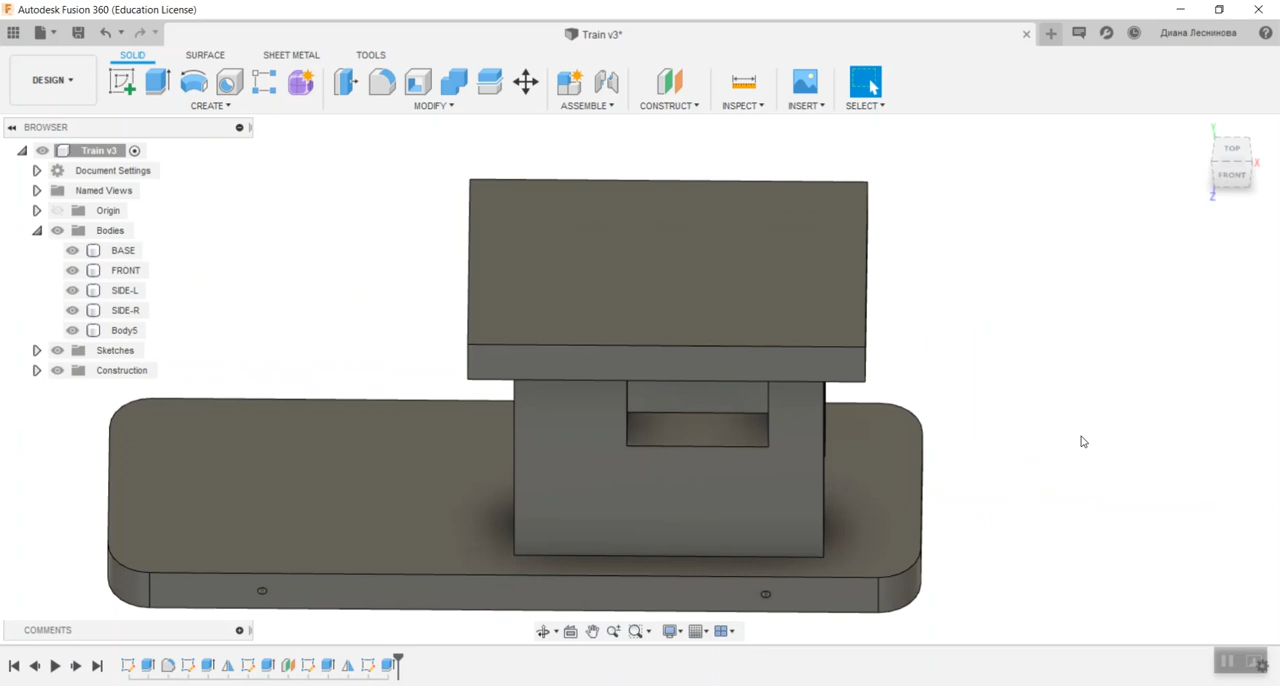 Autodesk Fusion 360 (Education License)
Train v3*
Диана Леснинова
SOLID SURFACE SHEET METAL TOOLS
DESIGN
CREATE MODIFY ASSEMBLE CONSTRUCT INSPECT INSERT SELECT
BROWSER
Train v3
Document Settings
Named Views
Origin
Bodies
BASE
FRONT
SIDE-L
SIDE-R
Body5
Sketches
Construction
Y
TOP
X
FRONT
Z
COMMENTS